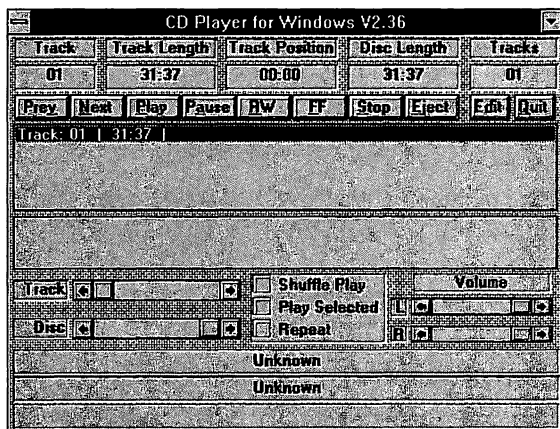 CD Player for Windows V2.36
Track Track Length Track Position Disc Length Tracks
01 31:37 00:00 31:37 01
Prev Next Play Pause RW FF Stop Eject Edit Quit
Track: 01 | 31:37 |
Track
Disc
Shuffle Play
Play Selected
Repeat
Volume
L
R
Unknown
Unknown